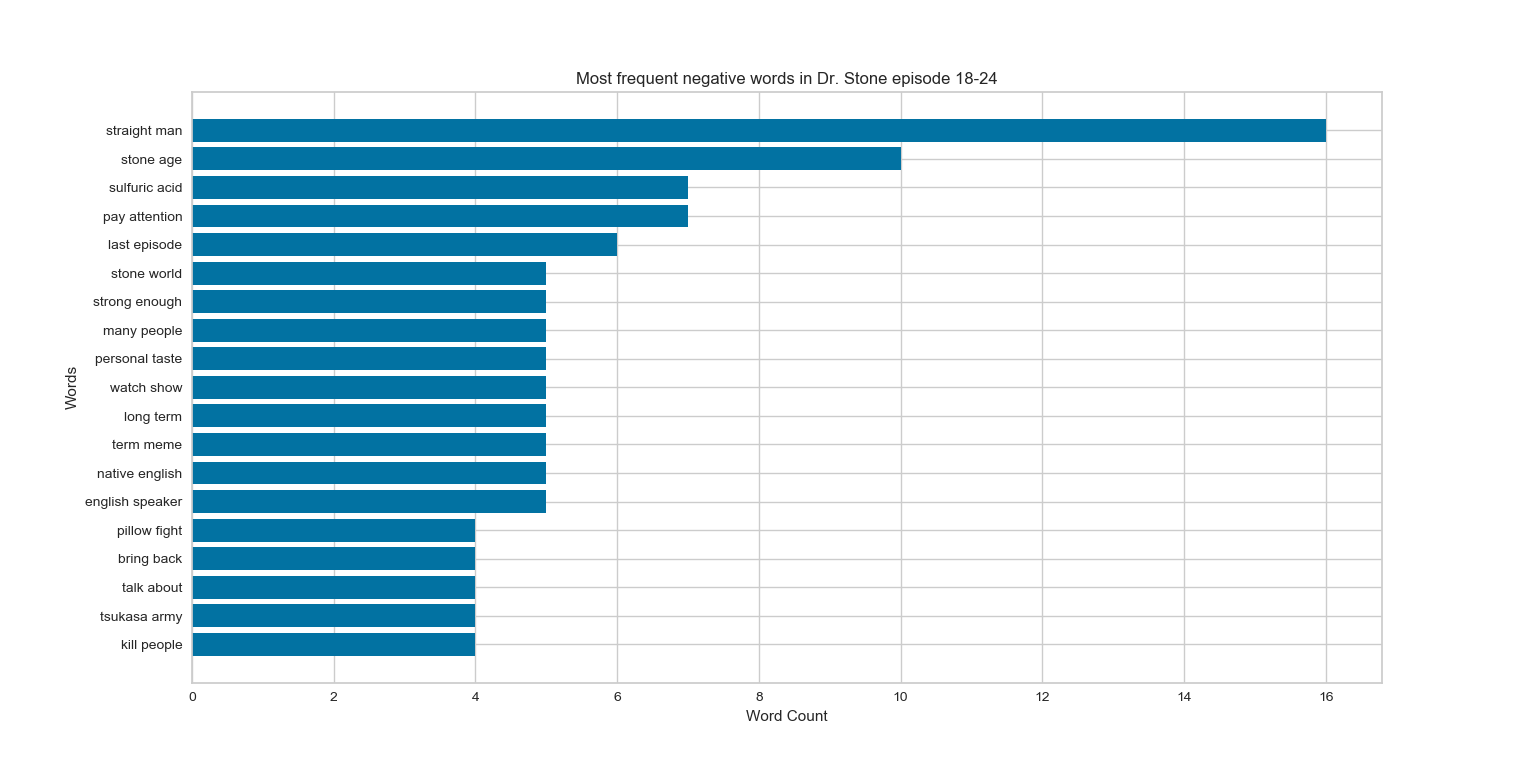 Most frequent negative words in Dr. Stone episode 18-24
straight man
stone age
sulfuric acid
pay attention
last episode
stone world
strong enough
many people
personal taste
watch show
long term
term meme
native english
english speaker
pillow fight
bring back
talk about
tsukasa army
kill people
Words
0 2 4 6 8 10 12 14 16
Word Count